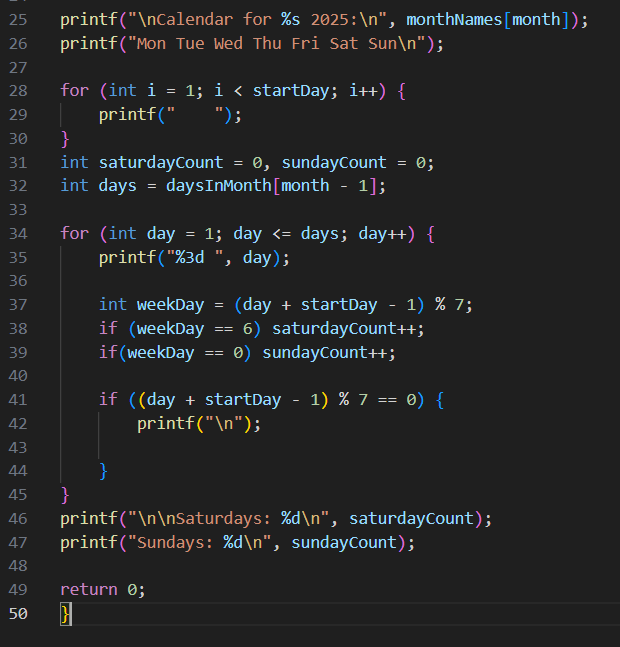 25 printf("\nCalendar for %s 2025:\n", monthNames[month]);
26 printf("Mon Tue Wed Thu Fri Sat Sun\n");
27
28 for (int i = 1; i < startDay; i++) {
29     printf("    ");
30 }
31 int saturdayCount = 0, sundayCount = 0;
32 int days = daysInMonth[month - 1];
33
34 for (int day = 1; day <= days; day++) {
35     printf("%3d ", day);
36
37     int weekDay = (day + startDay - 1) % 7;
38     if (weekDay == 6) saturdayCount++;
39     if(weekDay == 0) sundayCount++;
40
41     if ((day + startDay - 1) % 7 == 0) {
42         printf("\n");
43
44     }
45 }
46 printf("\n\nSaturdays: %d\n", saturdayCount);
47 printf("Sundays: %d\n", sundayCount);
48
49 return 0;
50 }